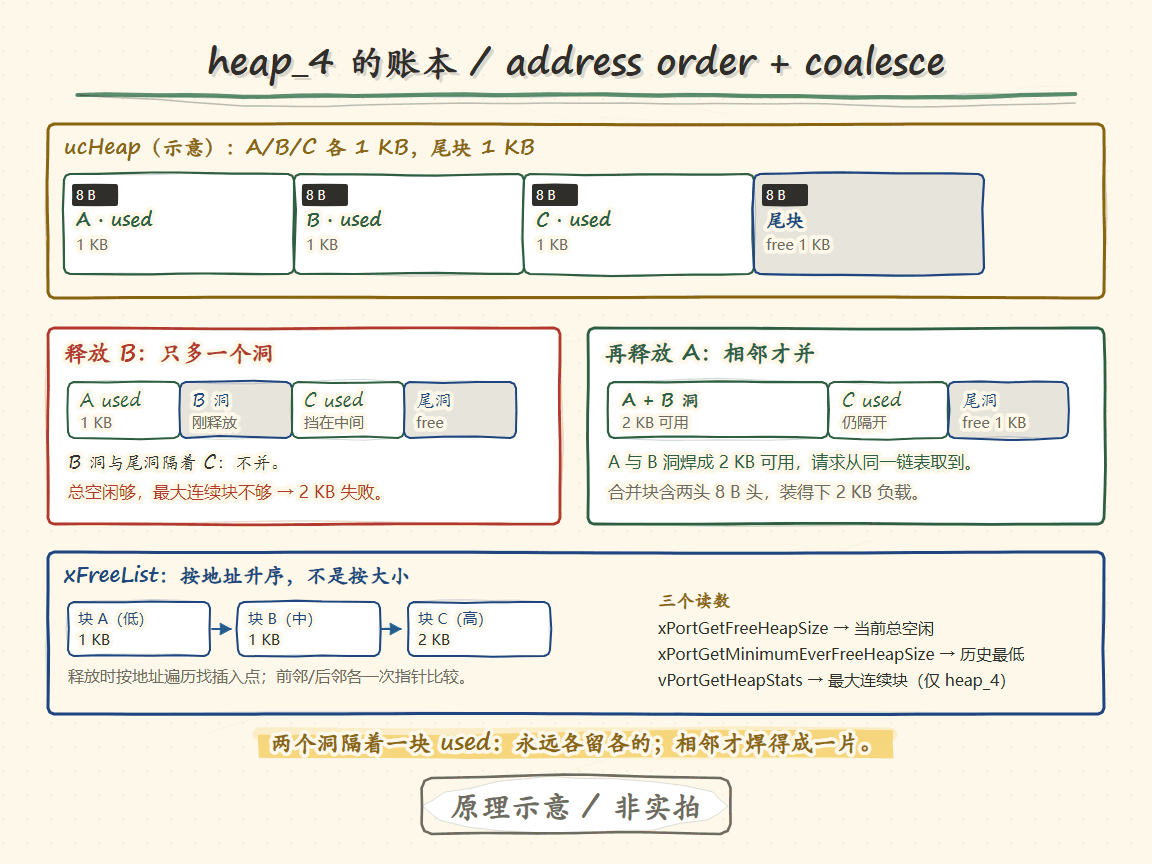 heap_4 的账本 / address order + coalesce
ucHeap（示意）: A/B/C 各 1 KB，尾块 1 KB
8 B
A · used
1 KB
8 B
B · used
1 KB
8 B
C · used
1 KB
8 B
尾块
free 1 KB
释放 B：只多一个洞
A used
1 KB
B 洞
刚释放
C used
挡在中间
尾洞
free
B 洞与尾洞隔着 C：不并。
总空闲够，最大连续块不够 → 2 KB 失败。
再释放 A：相邻才并
A + B 洞
2 KB 可用
C used
仍隔开
尾洞
free 1 KB
A 与 B 洞焊成 2 KB 可用，请求从同一链表取到。
合并块含两头 8 B 头，装得下 2 KB 负载。
xFreeList：按地址升序，不是按大小
块 A（低）
1 KB
块 B（中）
1 KB
块 C（高）
2 KB
释放时按地址遍历找插入点；前邻/后邻各一次指针比较。
三个读数
xPortGetFreeHeapSize → 当前总空闲
xPortGetMinimumEverFreeHeapSize → 历史最低
vPortGetHeapStats → 最大连续块（仅 heap_4）
两个洞隔着一块 used：永远各留各的；相邻才焊得成一片。
原理示意 / 非实拍